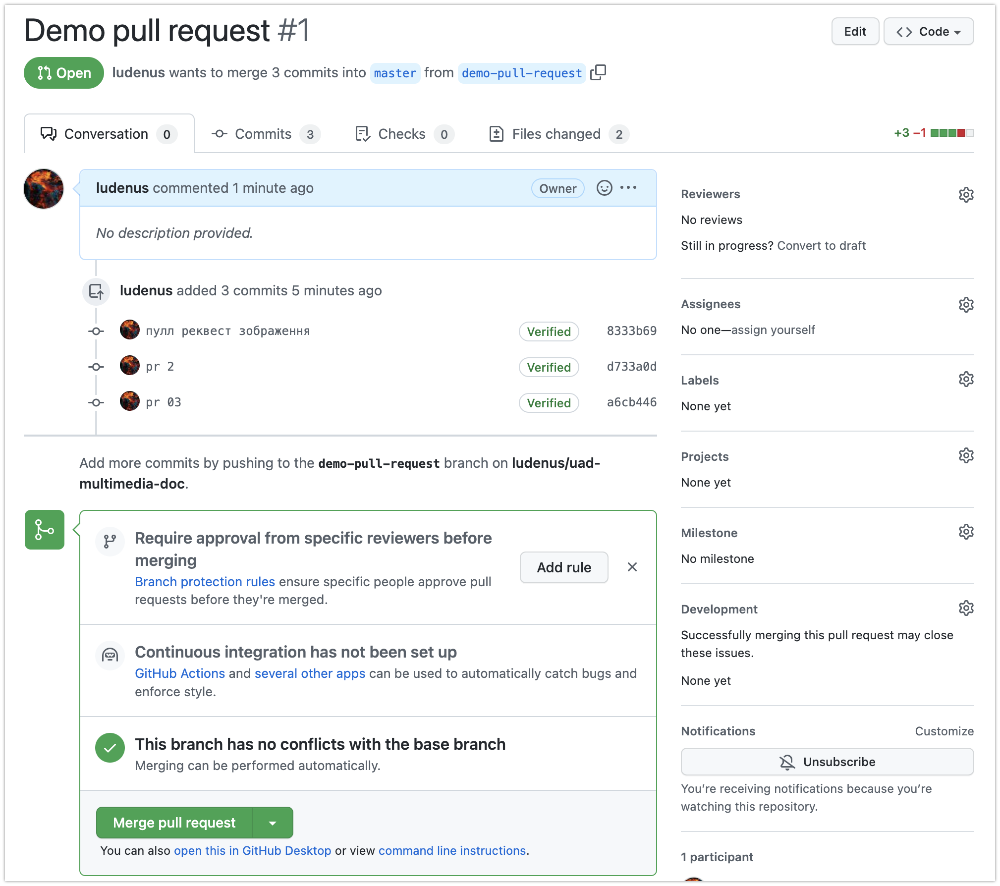 Demo pull request #1
Edit
<> Code
Open
ludenus wants to merge 3 commits into master from demo-pull-request
Conversation 0
Commits 3
Checks 0
Files changed 2
+3 −1
ludenus commented 1 minute ago
Owner
No description provided.
ludenus added 3 commits 5 minutes ago
пулл реквест зображення Verified 8333b69
pr 2 Verified d733a0d
pr 03 Verified a6cb446
Add more commits by pushing to the demo-pull-request branch on ludenus/uad-
multimedia-doc.
Require approval from specific reviewers before
merging
Branch protection rules ensure specific people approve pull
requests before they're merged.
Add rule
Continuous integration has not been set up
GitHub Actions and several other apps can be used to automatically catch bugs and
enforce style.
This branch has no conflicts with the base branch
Merging can be performed automatically.
Merge pull request
You can also open this in GitHub Desktop or view command line instructions.
Reviewers
No reviews
Still in progress? Convert to draft
Assignees
No one—assign yourself
Labels
None yet
Projects
None yet
Milestone
No milestone
Development
Successfully merging this pull request may close
these issues.
None yet
Notifications
Customize
Unsubscribe
You’re receiving notifications because you’re
watching this repository.
1 participant